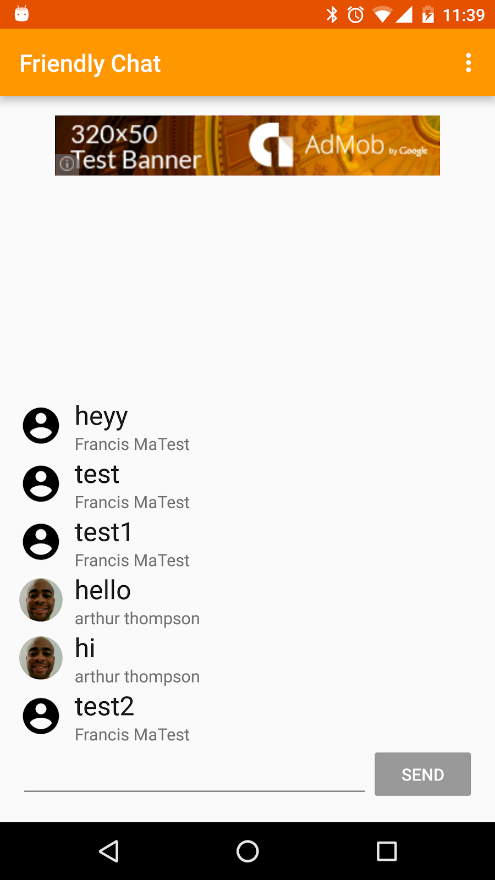 11:39
Friendly Chat
320x50
Test Banner
AdMob by Google
heyy
Francis MaTest
test
Francis MaTest
test1
Francis MaTest
hello
arthur thompson
hi
arthur thompson
test2
Francis MaTest
SEND